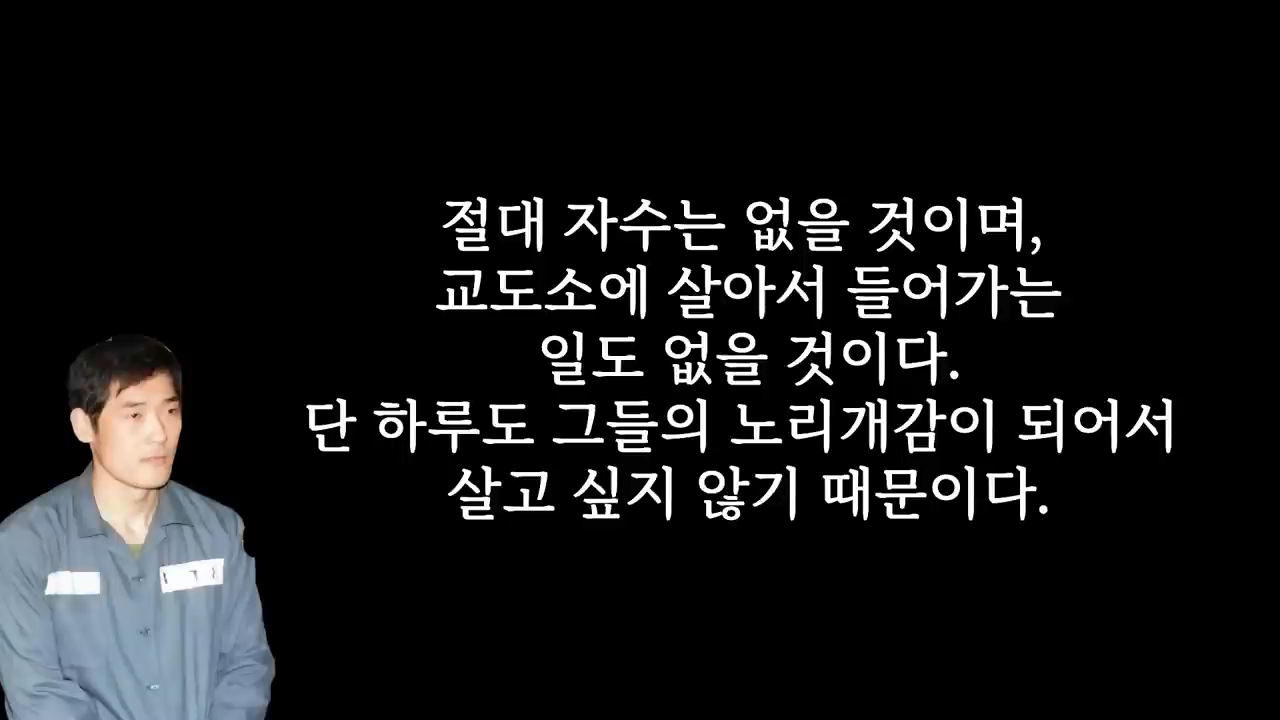 절대 자수는 없을 것이며,
교도소에 살아서 들어가는
일도 없을 것이다.
단 하루도 그들의 노리개감이 되어서
살고 싶지 않기 때문이다.